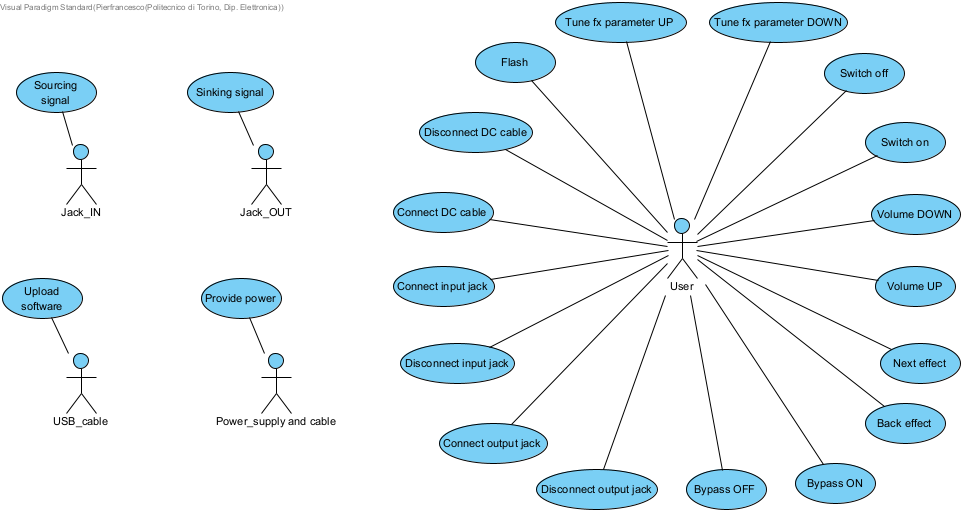 Visual Paradigm Standard(Pierfrancesco(Politecnico di Torino, Dip. Elettronica))
Tune fx parameter UP
Tune fx parameter DOWN
Flash
Switch off
Sourcing
signal
Sinking signal
Disconnect DC cable
Switch on
Jack_IN
Jack_OUT
Connect DC cable
Volume DOWN
User
Connect input jack
Volume UP
Upload
software
Provide power
Disconnect input jack
Next effect
USB_cable
Power_supply and cable
Back effect
Connect output jack
Disconnect output jack
Bypass OFF
Bypass ON